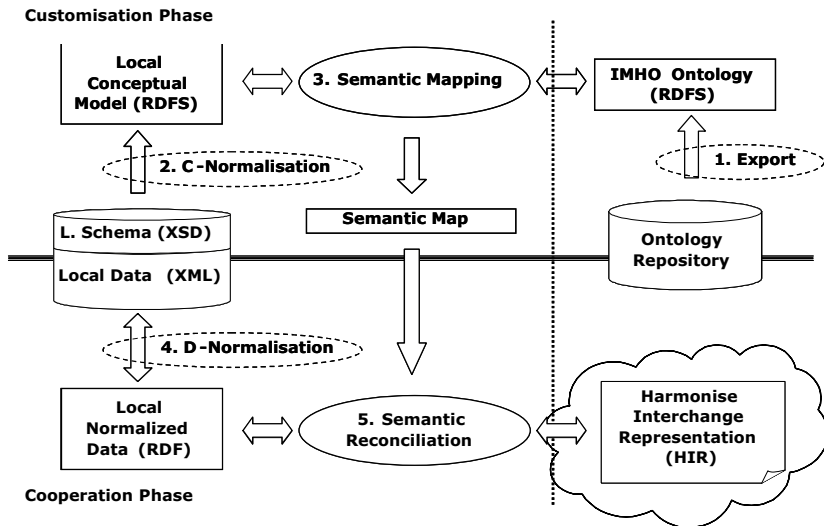 Customisation Phase
Local
Conceptual
Model (RDFS)
3. Semantic Mapping
IMHO Ontology
(RDFS)
2. C-Normalisation
1. Export
L. Schema (XSD)
Semantic Map
Ontology
Repository
Local Data (XML)
4. D-Normalisation
Local
Normalized
Data (RDF)
5. Semantic
Reconciliation
Harmonise
Interchange
Representation
(HIR)
Cooperation Phase